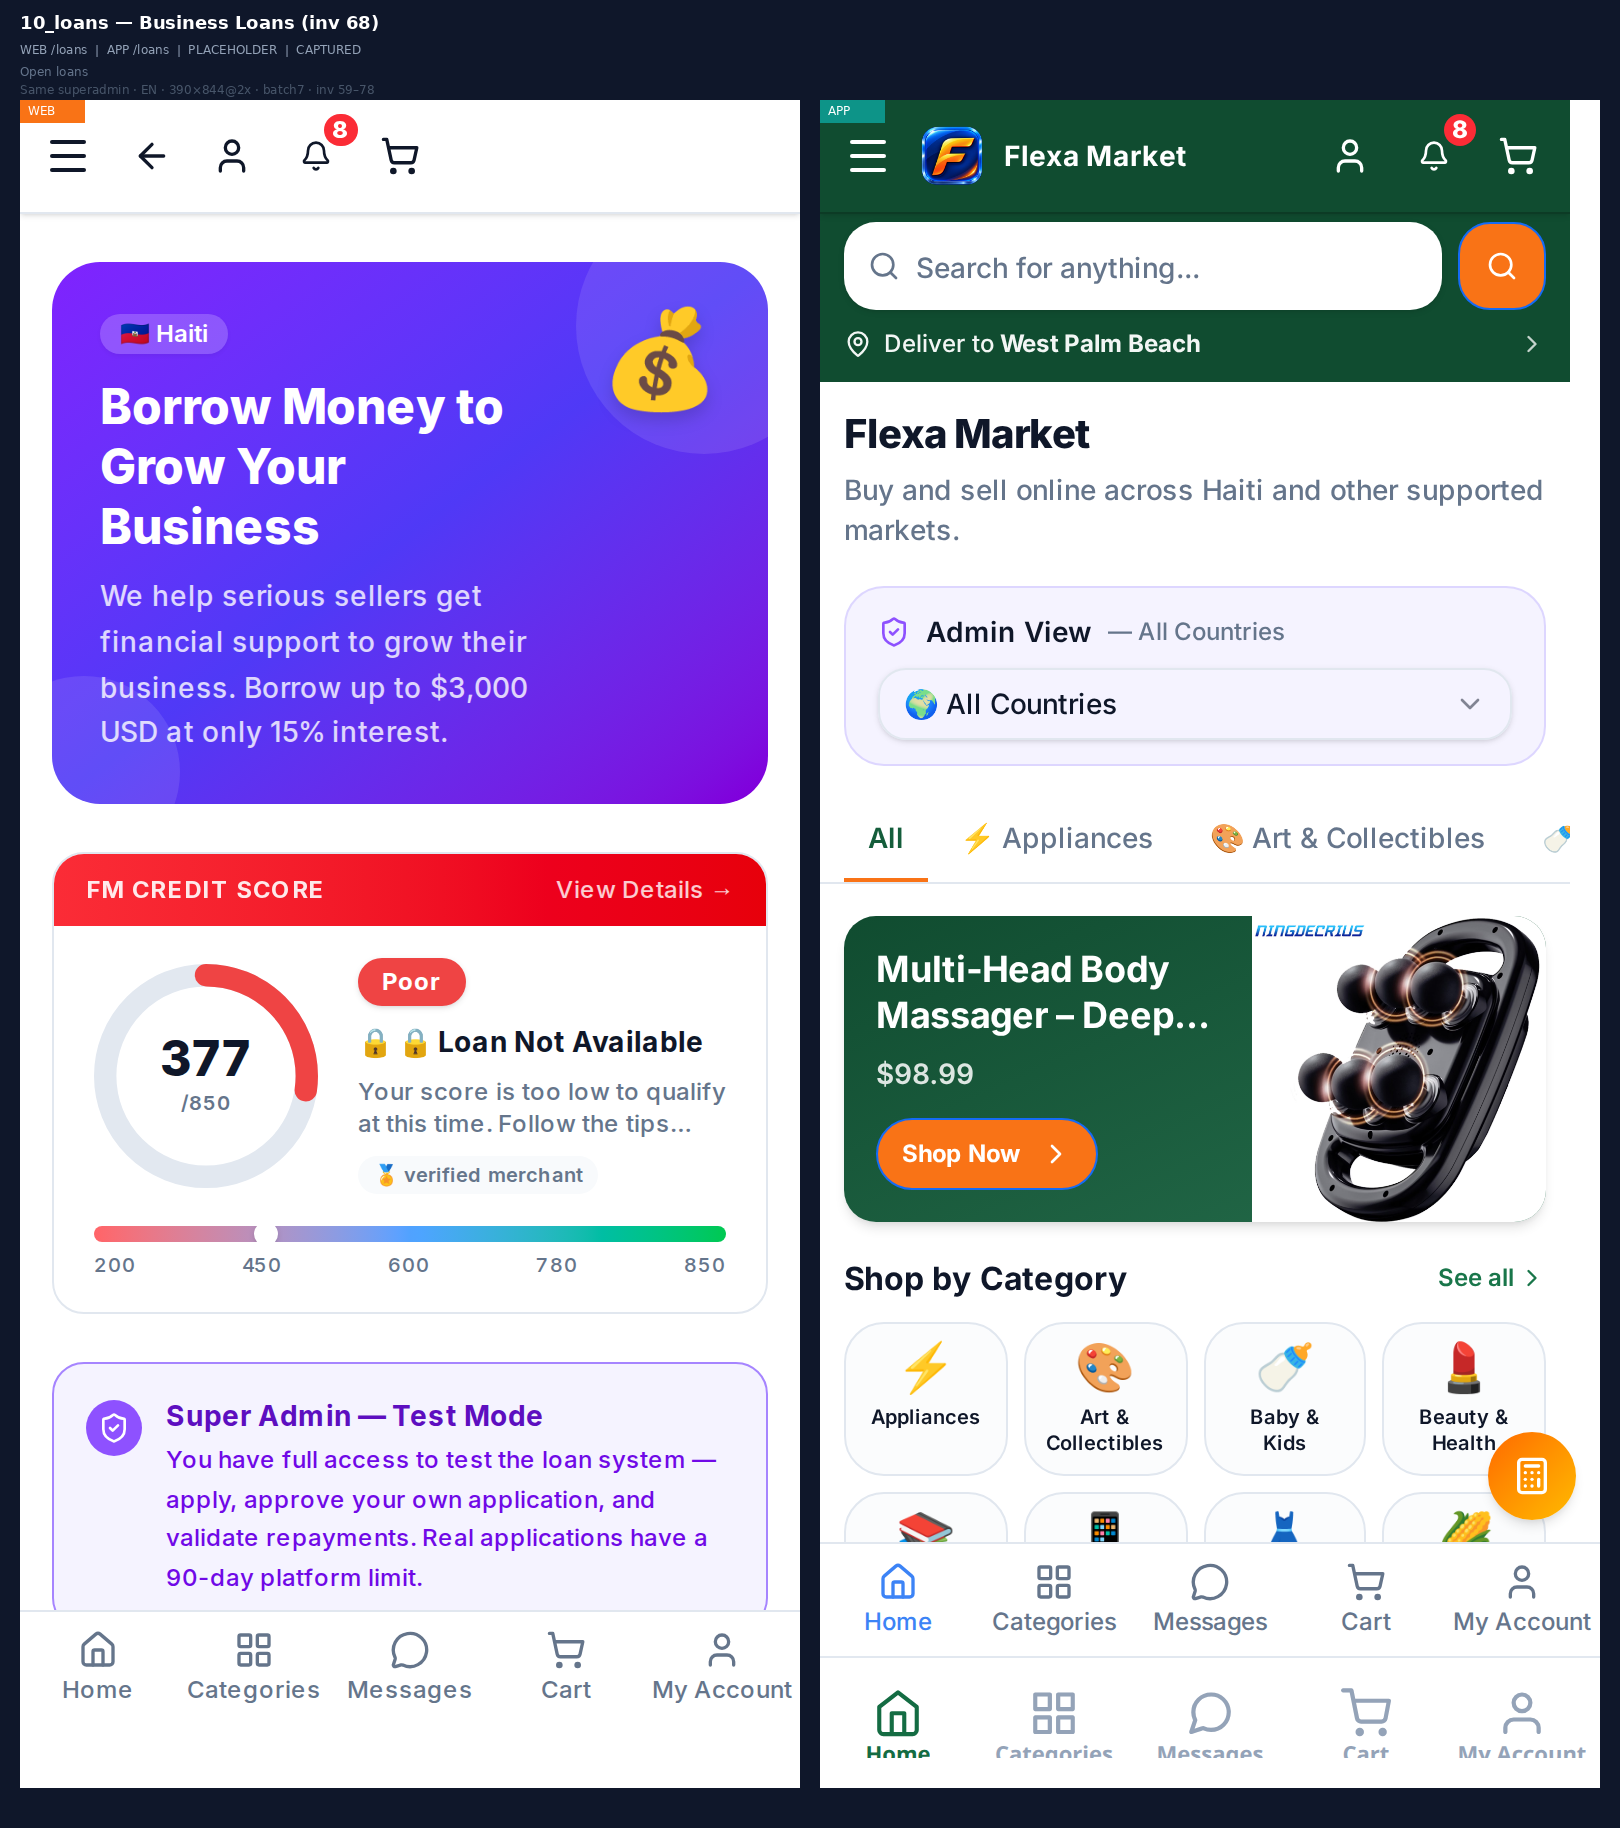 10_loans — Business Loans (inv 68)
WEB /loans | APP /loans | PLACEHOLDER | CAPTURED
Open loans
Same superadmin · EN · 390×844@2x · batch7 · inv 59–78
WEB
8
🇭🇹 Haiti
Borrow Money to
Grow Your
Business
We help serious sellers get
financial support to grow their
business. Borrow up to $3,000
USD at only 15% interest.
FM CREDIT SCORE
View Details →
377
/850
Poor
🔒 🔒 Loan Not Available
Your score is too low to qualify
at this time. Follow the tips...
🏅 verified merchant
200 450 600 780 850
Super Admin — Test Mode
You have full access to test the loan system —
apply, approve your own application, and
validate repayments. Real applications have a
90-day platform limit.
Home Categories Messages Cart My Account
APP
Flexa Market
8
Search for anything...
Deliver to West Palm Beach
Flexa Market
Buy and sell online across Haiti and other supported
markets.
Admin View — All Countries
🌍 All Countries
All ⚡ Appliances 🎨 Art & Collectibles
Multi-Head Body
Massager – Deep...
$98.99
Shop Now
NINGDECRIUS
Shop by Category
See all
Appliances
Art &
Collectibles
Baby &
Kids
Beauty &
Health
Home Categories Messages Cart My Account
Home Categories Messages Cart My Account